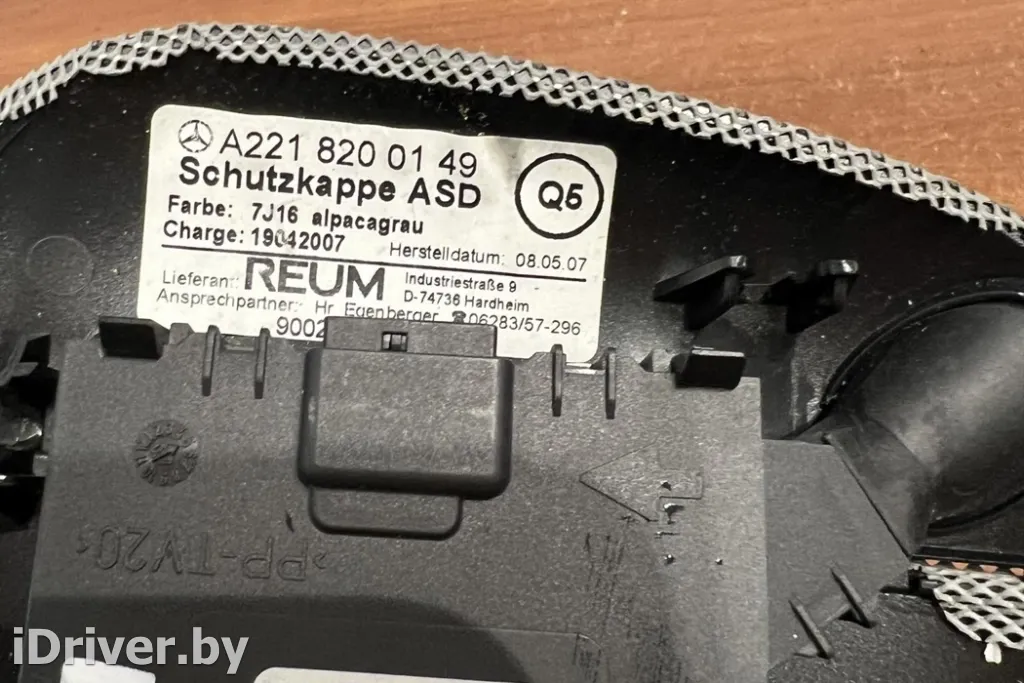 A221 820 01 49
Schutzkappe ASD
Q5
Farbe: 7J16 alpacagrau
Charge: 19042007
Herstelldatum: 08.05.07
Lieferant: REUM
Industriestraße 9
D-74736 Hardheim
Ansprechpartner: Hr. Egenberger ☎06283/57-296
9002
>PP-TV20<
iDriver.by